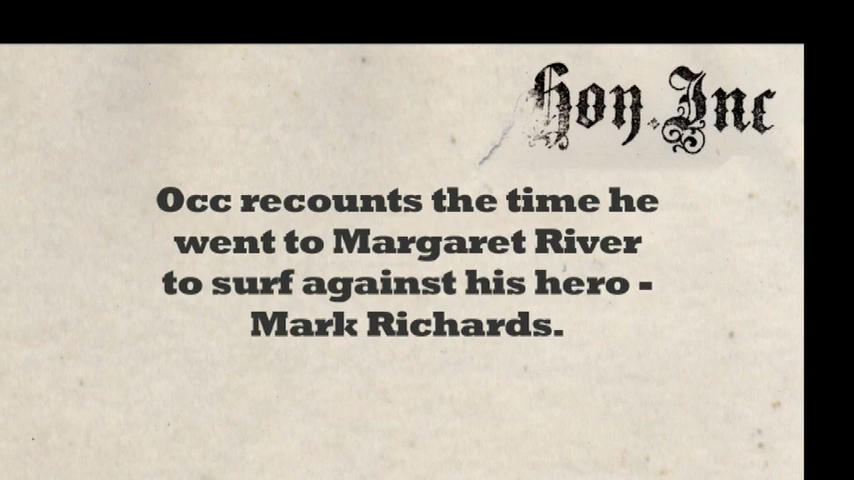 Hoy.Inc
Occ recounts the time he
went to Margaret River
to surf against his hero -
Mark Richards.